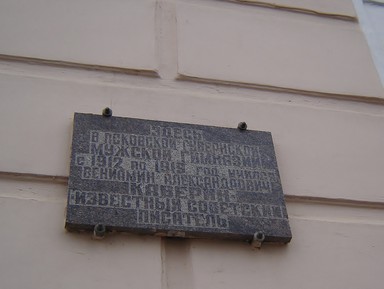 ЗДЕСЬ
В ПСКОВСКОЙ ГУБЕРНСКОЙ
МУЖСКОЙ ГИМНАЗИИ
С 1912 ПО 1918 ГОД УЧИЛСЯ
ВЕНИАМИН АЛЕКСАНДРОВИЧ
КАВЕРИН
ИЗВЕСТНЫЙ СОВЕТСКИЙ
ПИСАТЕЛЬ